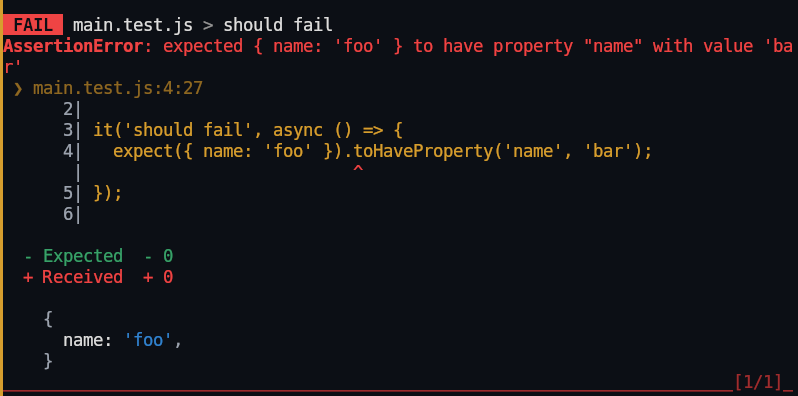 FAIL main.test.js > should fail
AssertionError: expected { name: 'foo' } to have property "name" with value 'ba
r'
❯ main.test.js:4:27
2|
3| it('should fail', async () => {
4|   expect({ name: 'foo' }).toHaveProperty('name', 'bar');
|                           ^
5| });
6|
- Expected  - 0
+ Received  + 0
{
name: 'foo',
}
[1/1]